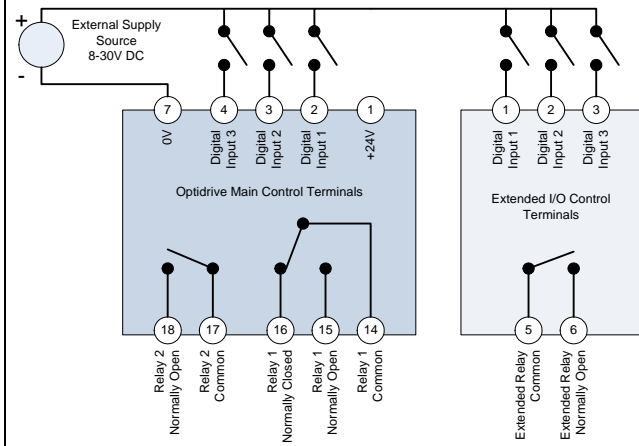 +
External Supply
Source
8-30V DC
-
7
4
3
2
1
1
2
3
0V
Digital
Input 3
Digital
Input 2
Digital
Input 1
+24V
Digital
Input 1
Digital
Input 2
Digital
Input 3
Optidrive Main Control Terminals
Extended I/O Control
Terminals
18
17
16
15
14
5
6
Relay 2
Normally Open
Relay 2
Common
Relay 1
Normally Closed
Relay 1
Normally Open
Relay 1
Common
Extended Relay
Common
Extended Relay
Normally Open